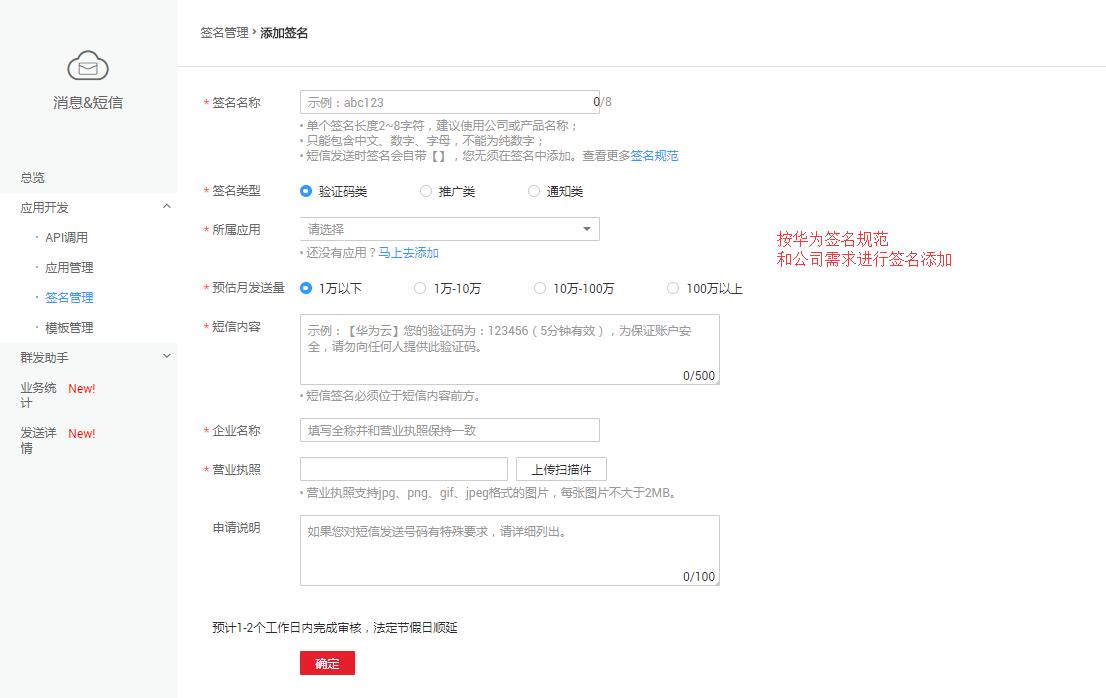 签名管理 › 添加签名
消息&短信
总览
应用开发
· API调用
· 应用管理
· 签名管理
· 模板管理
群发助手
业务统计 New!
发送详情 New!
* 签名名称
示例：abc123
0/8
• 单个签名长度2~8字符，建议使用公司或产品名称；
• 只能包含中文、数字、字母，不能为纯数字；
• 短信发送时签名会自带【】，您无须在签名中添加。查看更多签名规范
* 签名类型
验证码类 推广类 通知类
* 所属应用
请选择
• 还没有应用？马上去添加
* 预估月发送量
1万以下 1万-10万 10万-100万 100万以上
* 短信内容
示例：【华为云】您的验证码为：123456（5分钟有效），为保证账户安
全，请勿向任何人提供此验证码。
0/500
• 短信签名必须位于短信内容前方。
* 企业名称
填写全称并和营业执照保持一致
* 营业执照
上传扫描件
• 营业执照支持jpg、png、gif、jpeg格式的图片，每张图片不大于2MB。
申请说明
如果您对短信发送号码有特殊要求，请详细列出。
0/100
预计1-2个工作日内完成审核，法定节假日顺延
确定
按华为签名规范
和公司需求进行签名添加